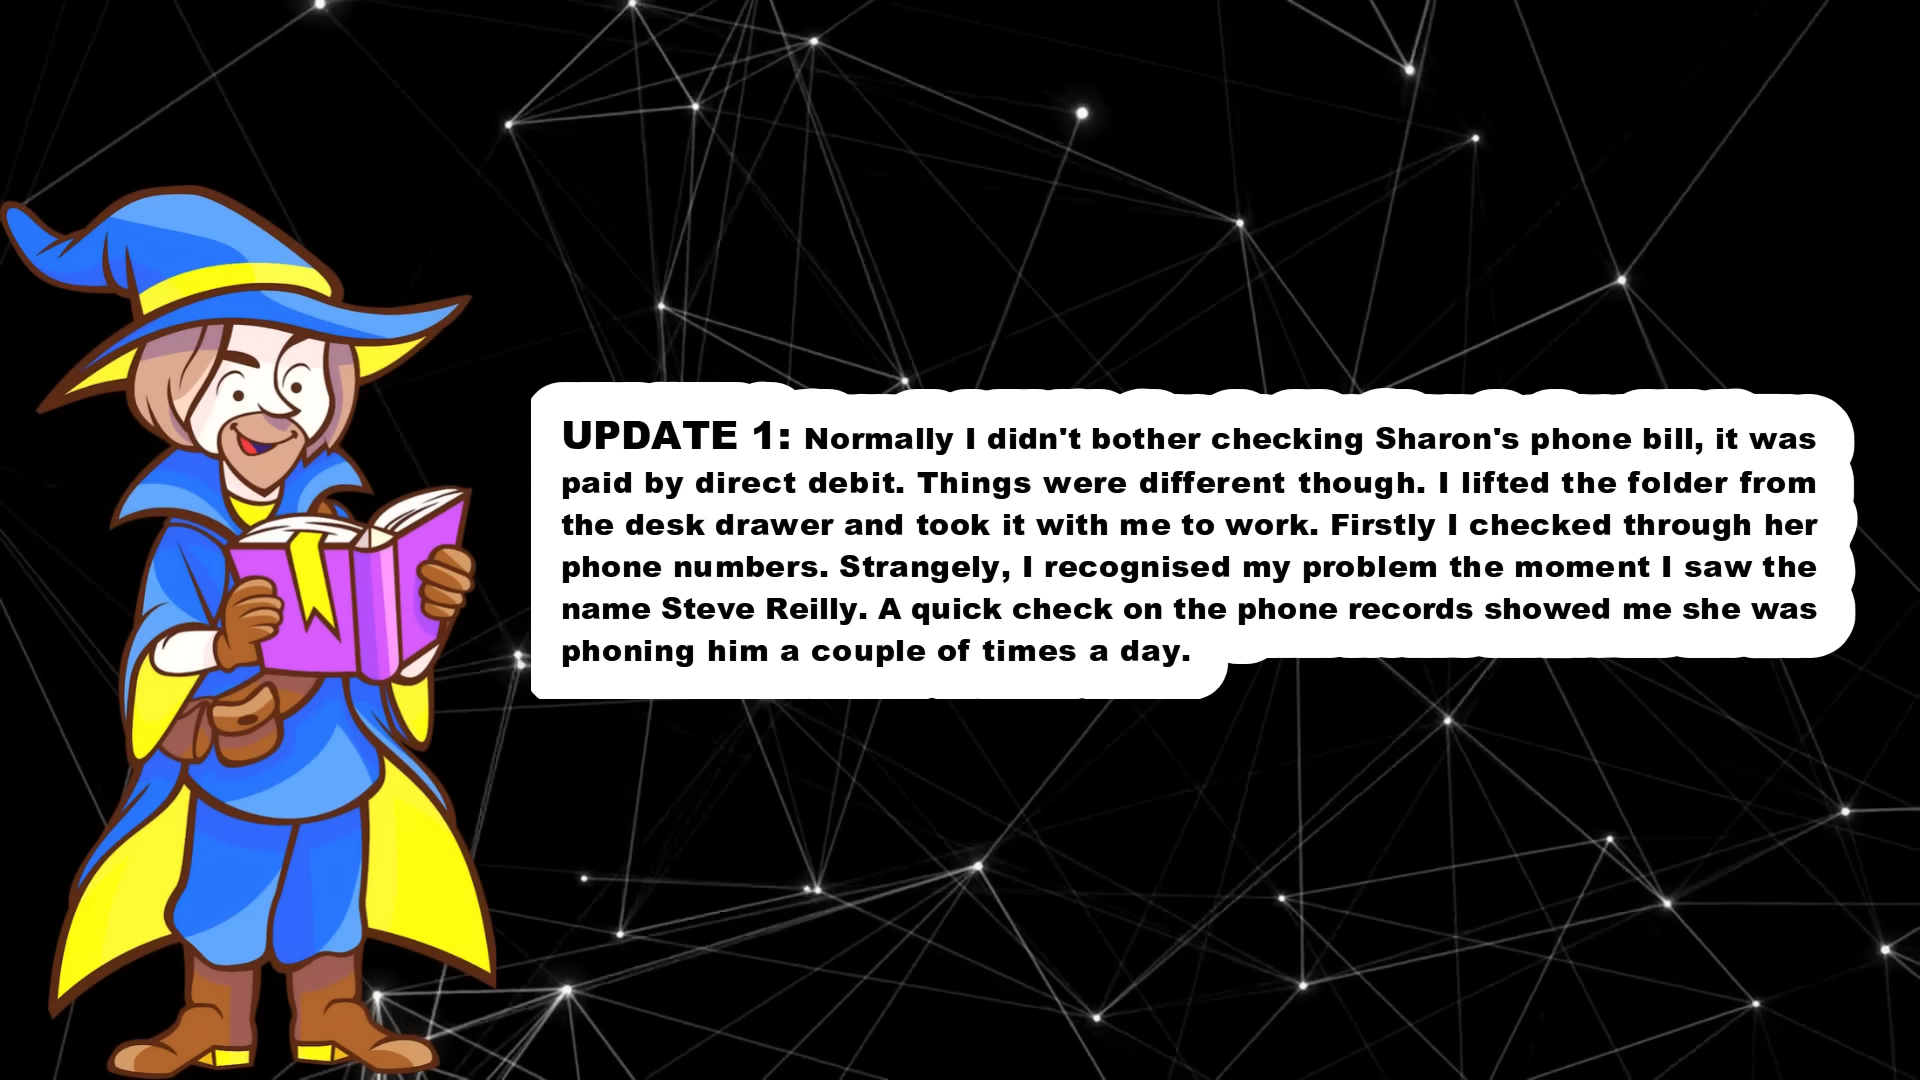 UPDATE 1: Normally I didn't bother checking Sharon's phone bill, it was
paid by direct debit. Things were different though. I lifted the folder from
the desk drawer and took it with me to work. Firstly I checked through her
phone numbers. Strangely, I recognised my problem the moment I saw the
name Steve Reilly. A quick check on the phone records showed me she was
phoning him a couple of times a day.